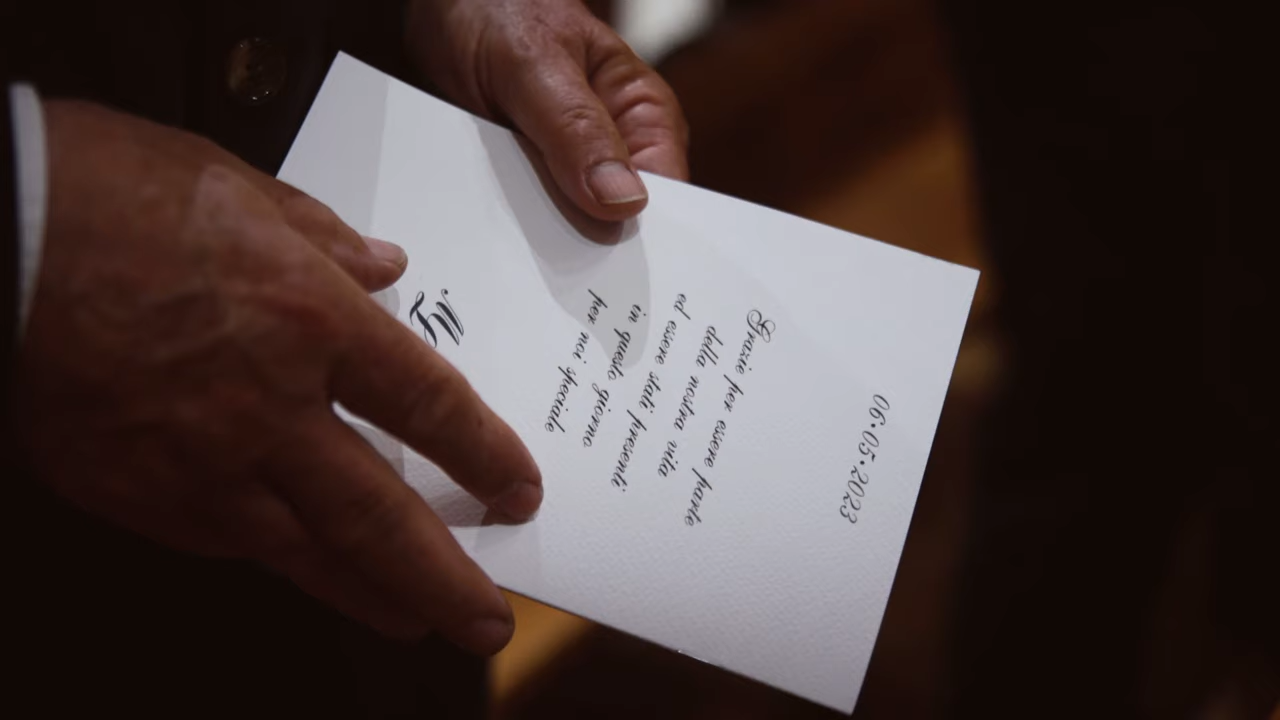 06•05•2023
Grazie per essere parte
della nostra vita
ed essere stati presenti
in questo giorno
per noi speciale